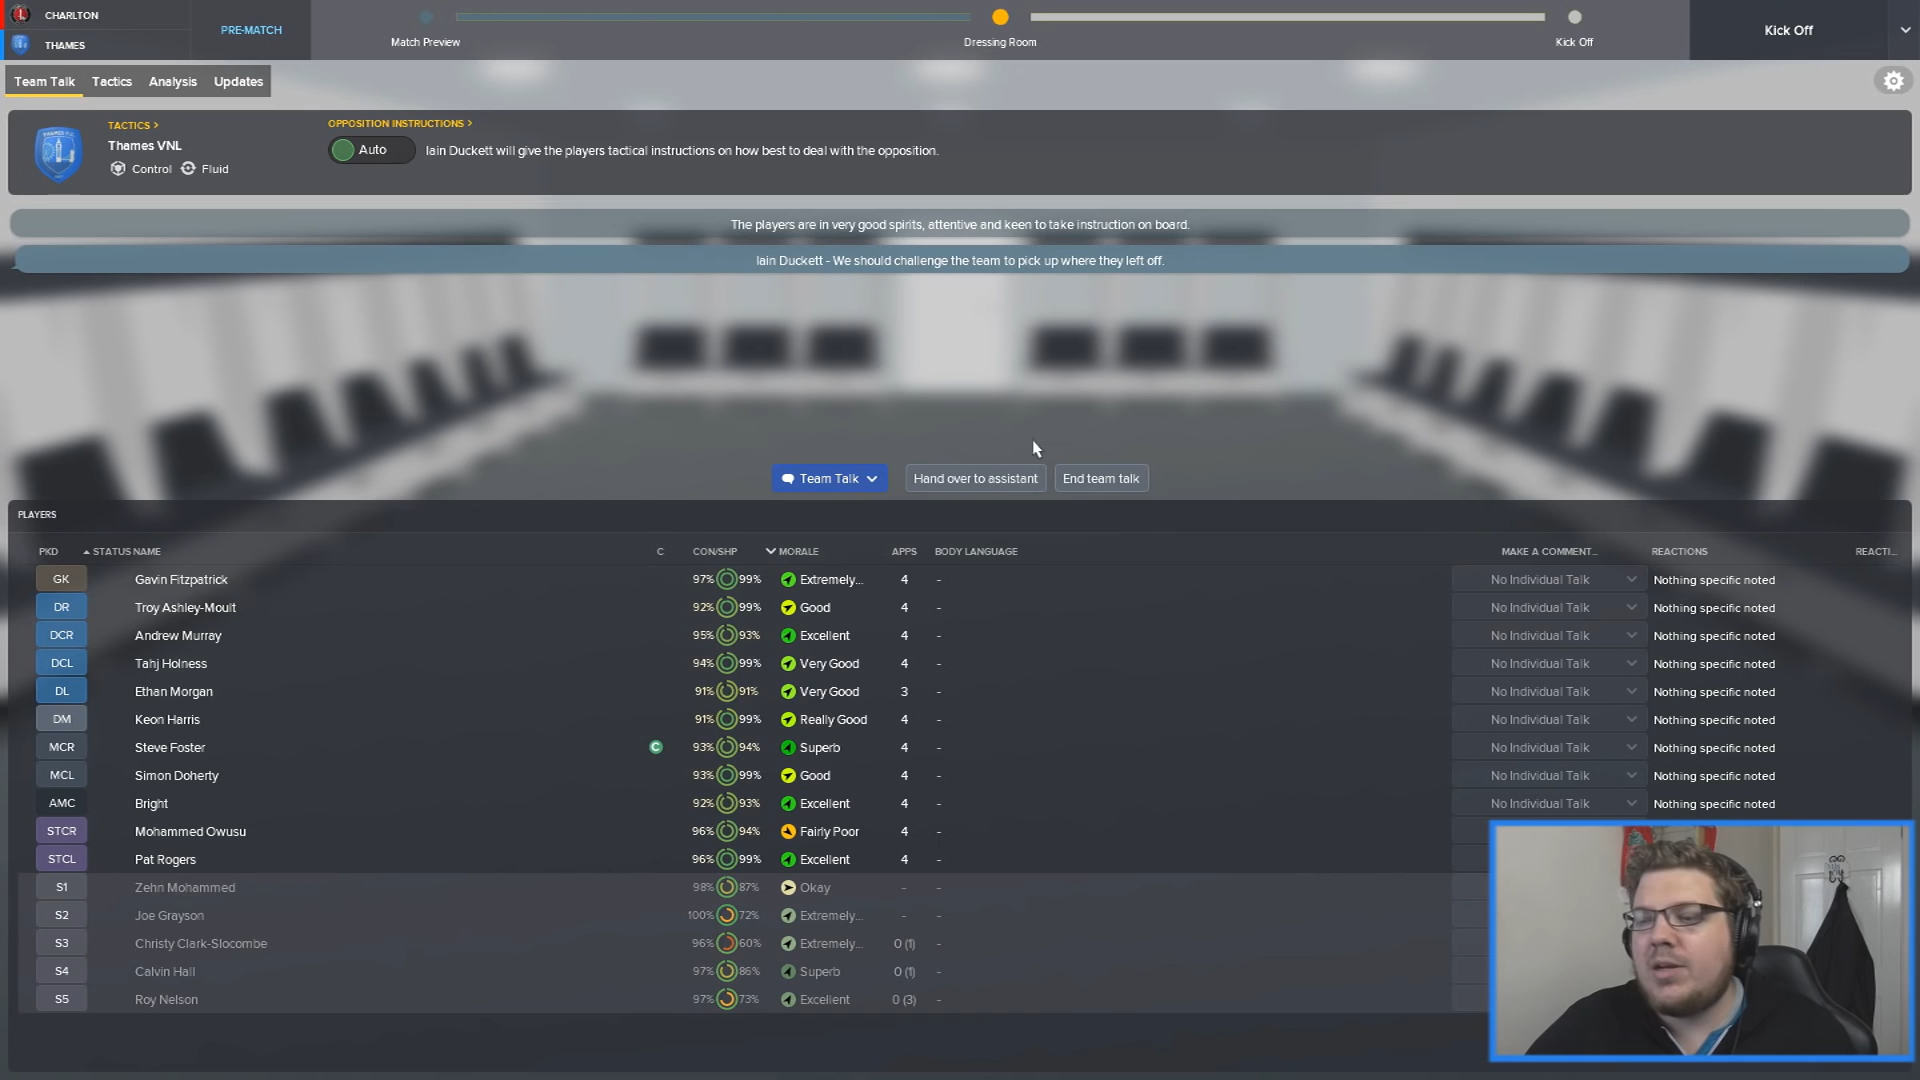 CHARLTON
THAMES
PRE-MATCH
Match Preview
Dressing Room
Kick Off
Kick Off
Team Talk Tactics Analysis Updates
TACTICS >
Thames VNL
Control Fluid
OPPOSITION INSTRUCTIONS >
Auto Iain Duckett will give the players tactical instructions on how best to deal with the opposition.
The players are in very good spirits, attentive and keen to take instruction on board.
Iain Duckett - We should challenge the team to pick up where they left off.
Team Talk Hand over to assistant End team talk
PLAYERS
PKD STATUS NAME C CON/SHP MORALE APPS BODY LANGUAGE MAKE A COMMENT... REACTIONS REACTI...
GK Gavin Fitzpatrick 97% 99% Extremely... 4 - No Individual Talk Nothing specific noted
DR Troy Ashley-Moult 92% 99% Good 4 - No Individual Talk Nothing specific noted
DCR Andrew Murray 95% 93% Excellent 4 - No Individual Talk Nothing specific noted
DCL Tahj Holness 94% 99% Very Good 4 - No Individual Talk Nothing specific noted
DL Ethan Morgan 91% 91% Very Good 3 - No Individual Talk Nothing specific noted
DM Keon Harris 91% 99% Really Good 4 - No Individual Talk Nothing specific noted
MCR Steve Foster C 93% 94% Superb 4 - No Individual Talk Nothing specific noted
MCL Simon Doherty 93% 99% Good 4 - No Individual Talk Nothing specific noted
AMC Bright 92% 93% Excellent 4 - No Individual Talk Nothing specific noted
STCR Mohammed Owusu 96% 94% Fairly Poor 4 -
STCL Pat Rogers 96% 99% Excellent 4 -
S1 Zehn Mohammed 98% 87% Okay - -
S2 Joe Grayson 100% 72% Extremely... - -
S3 Christy Clark-Slocombe 96% 60% Extremely... 0 (1) -
S4 Calvin Hall 97% 86% Superb 0 (1) -
S5 Roy Nelson 97% 73% Excellent 0 (3) -